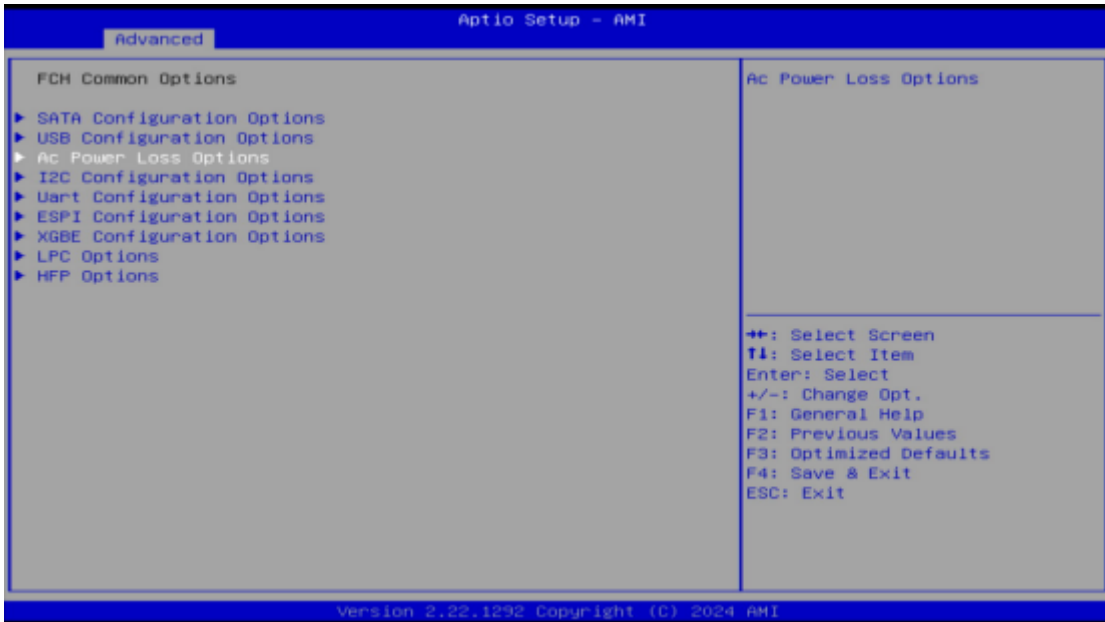 Aptio Setup - AMI
Advanced
FCH Common Options
SATA Configuration Options
USB Configuration Options
Ac Power Loss Options
I2C Configuration Options
Uart Configuration Options
ESPI Configuration Options
XGBE Configuration Options
LPC Options
HFP Options
Ac Power Loss Options
→←: Select Screen
↑↓: Select Item
Enter: Select
+/-: Change Opt.
F1: General Help
F2: Previous Values
F3: Optimized Defaults
F4: Save & Exit
ESC: Exit
Version 2.22.1292 Copyright (C) 2024 AMI